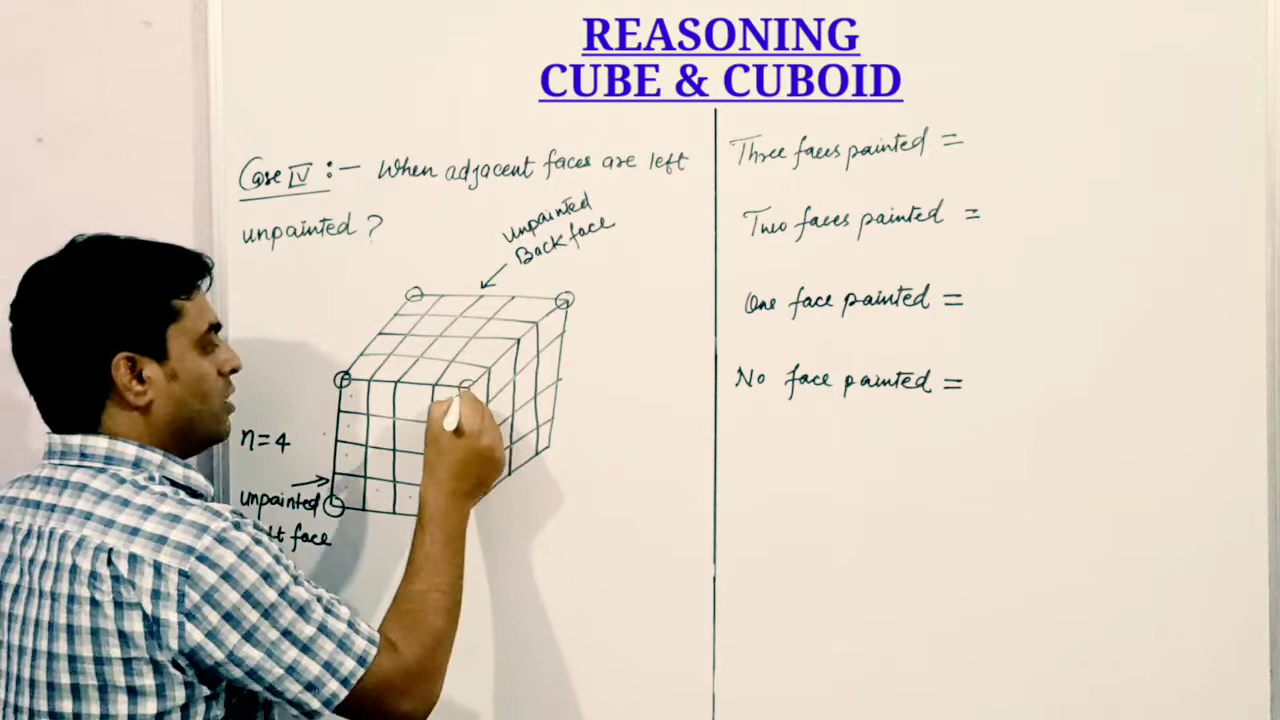 REASONING
CUBE & CUBOID
Case IV :- When adjacent faces are left
unpainted ?
unpainted
Back face
n=4
unpainted
face
Three faces painted =
Two faces painted =
One face painted =
No face painted =